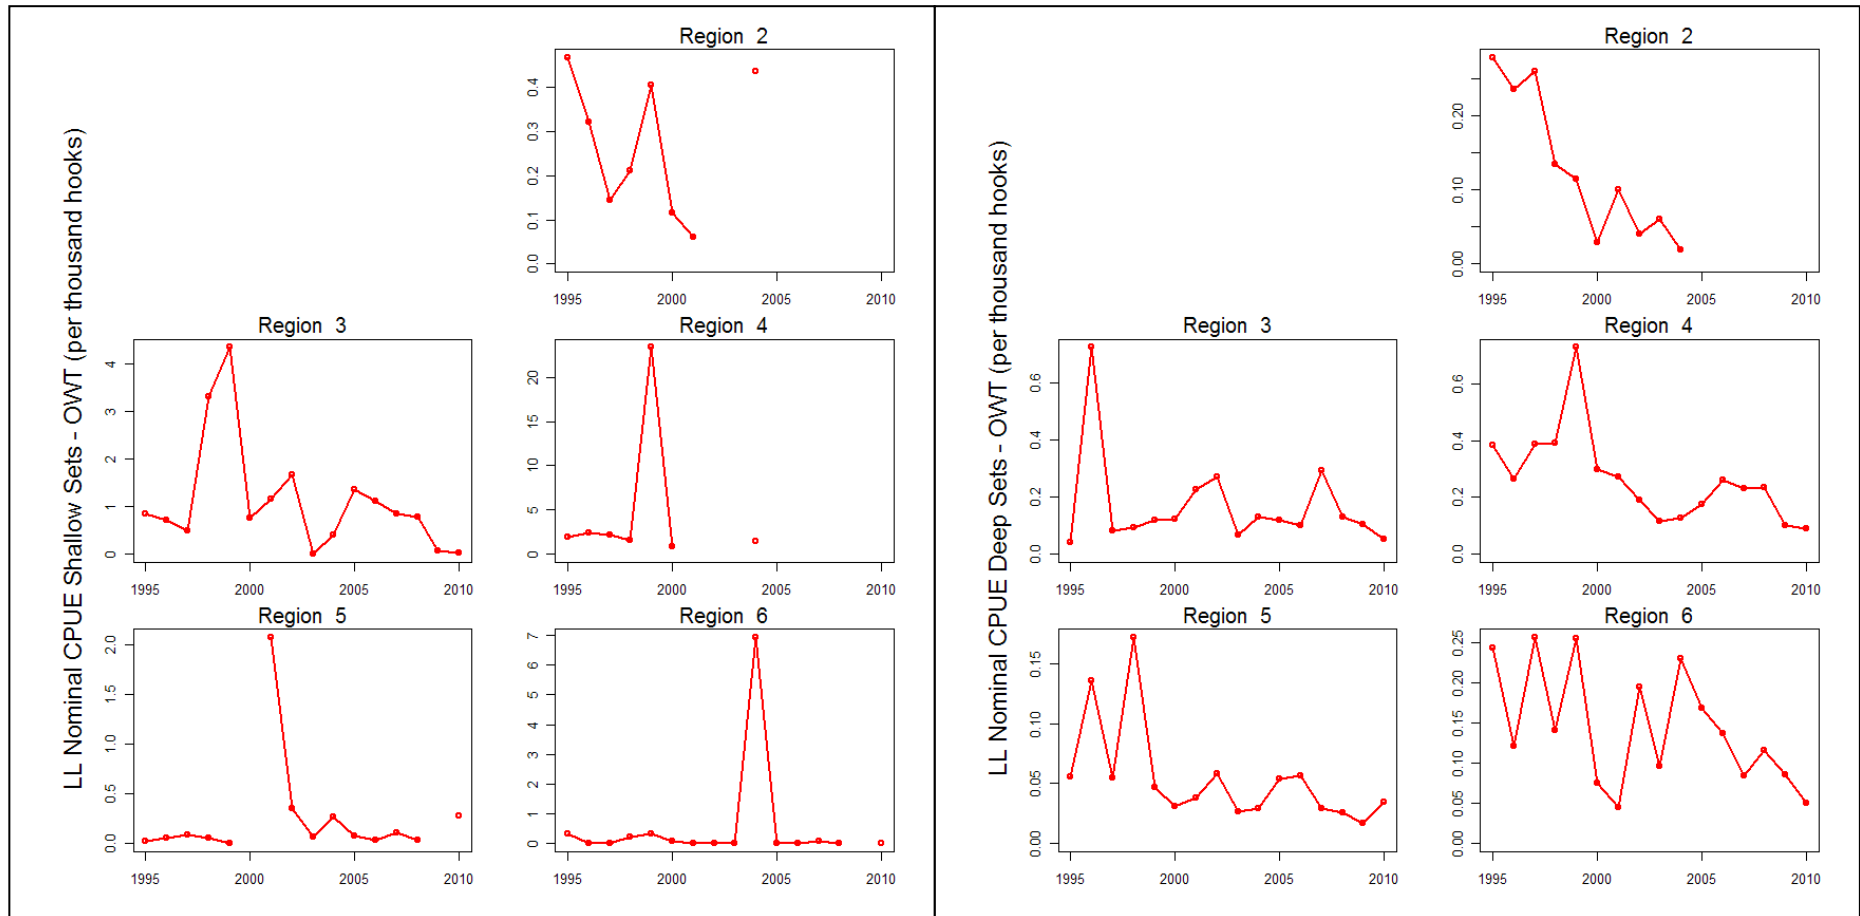 LL Nominal CPUE Shallow Sets - OWT (per thousand hooks)
Region 2
0.4
0.3
0.2
0.1
0.0
1995 2000 2005 2010
Region 3
4
3
2
1
0
1995 2000 2005 2010
Region 4
20
15
10
5
0
1995 2000 2005 2010
Region 5
2.0
1.5
1.0
0.5
0.0
1995 2000 2005 2010
Region 6
7
6
5
4
3
2
1
0
1995 2000 2005 2010
LL Nominal CPUE Deep Sets - OWT (per thousand hooks)
Region 2
0.20
0.10
0.00
1995 2000 2005 2010
Region 3
0.6
0.4
0.2
0.0
1995 2000 2005 2010
Region 4
0.6
0.4
0.2
0.0
1995 2000 2005 2010
Region 5
0.15
0.10
0.05
0.00
1995 2000 2005 2010
Region 6
0.25
0.20
0.15
0.10
0.05
0.00
1995 2000 2005 2010